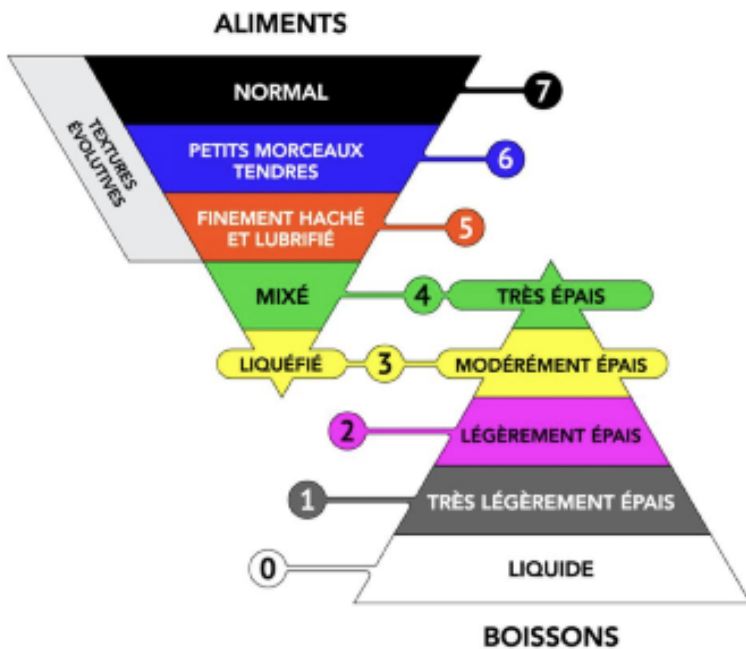 ALIMENTS
NORMAL
7
TEXTURES
ÉVOLUTIVES
PETITS MORCEAUX
TENDRES
6
FINEMENT HACHÉ
ET LUBRIFIÉ
5
MIXÉ
4
TRÈS ÉPAIS
LIQUÉFIÉ
3
MODÉRÉMENT ÉPAIS
2
LÉGÈREMENT ÉPAIS
1
TRÈS LÉGÈREMENT ÉPAIS
0
LIQUIDE
BOISSONS